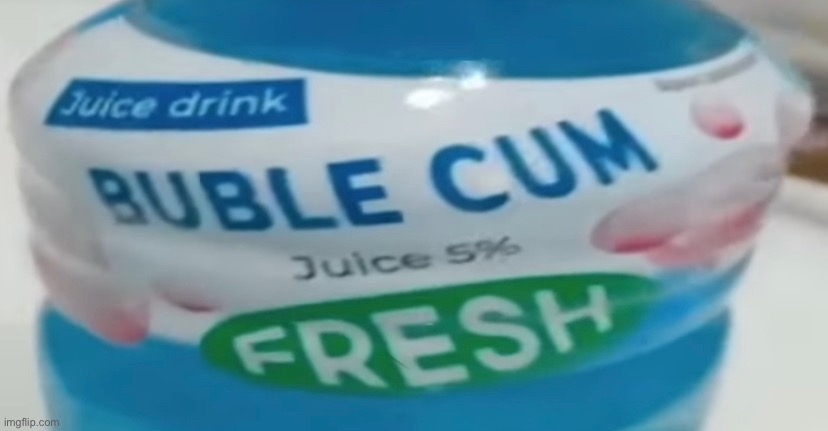 Juice drink
BUBLE CUM
Juice 5%
FRESH
imgflip.com